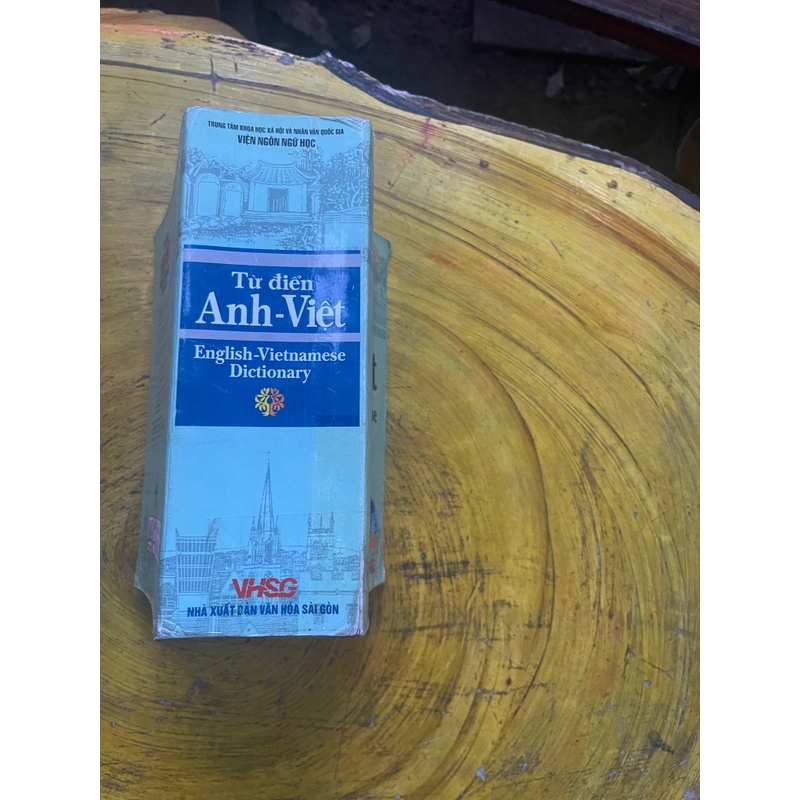 TRUNG TÂM KHOA HỌC XÃ HỘI VÀ NHÂN VĂN QUỐC GIA
VIỆN NGÔN NGỮ HỌC
Từ điển
Anh-Việt
English-Vietnamese
Dictionary
VHSG
NHÀ XUẤT BẢN VĂN HÓA SÀI GÒN
t
se